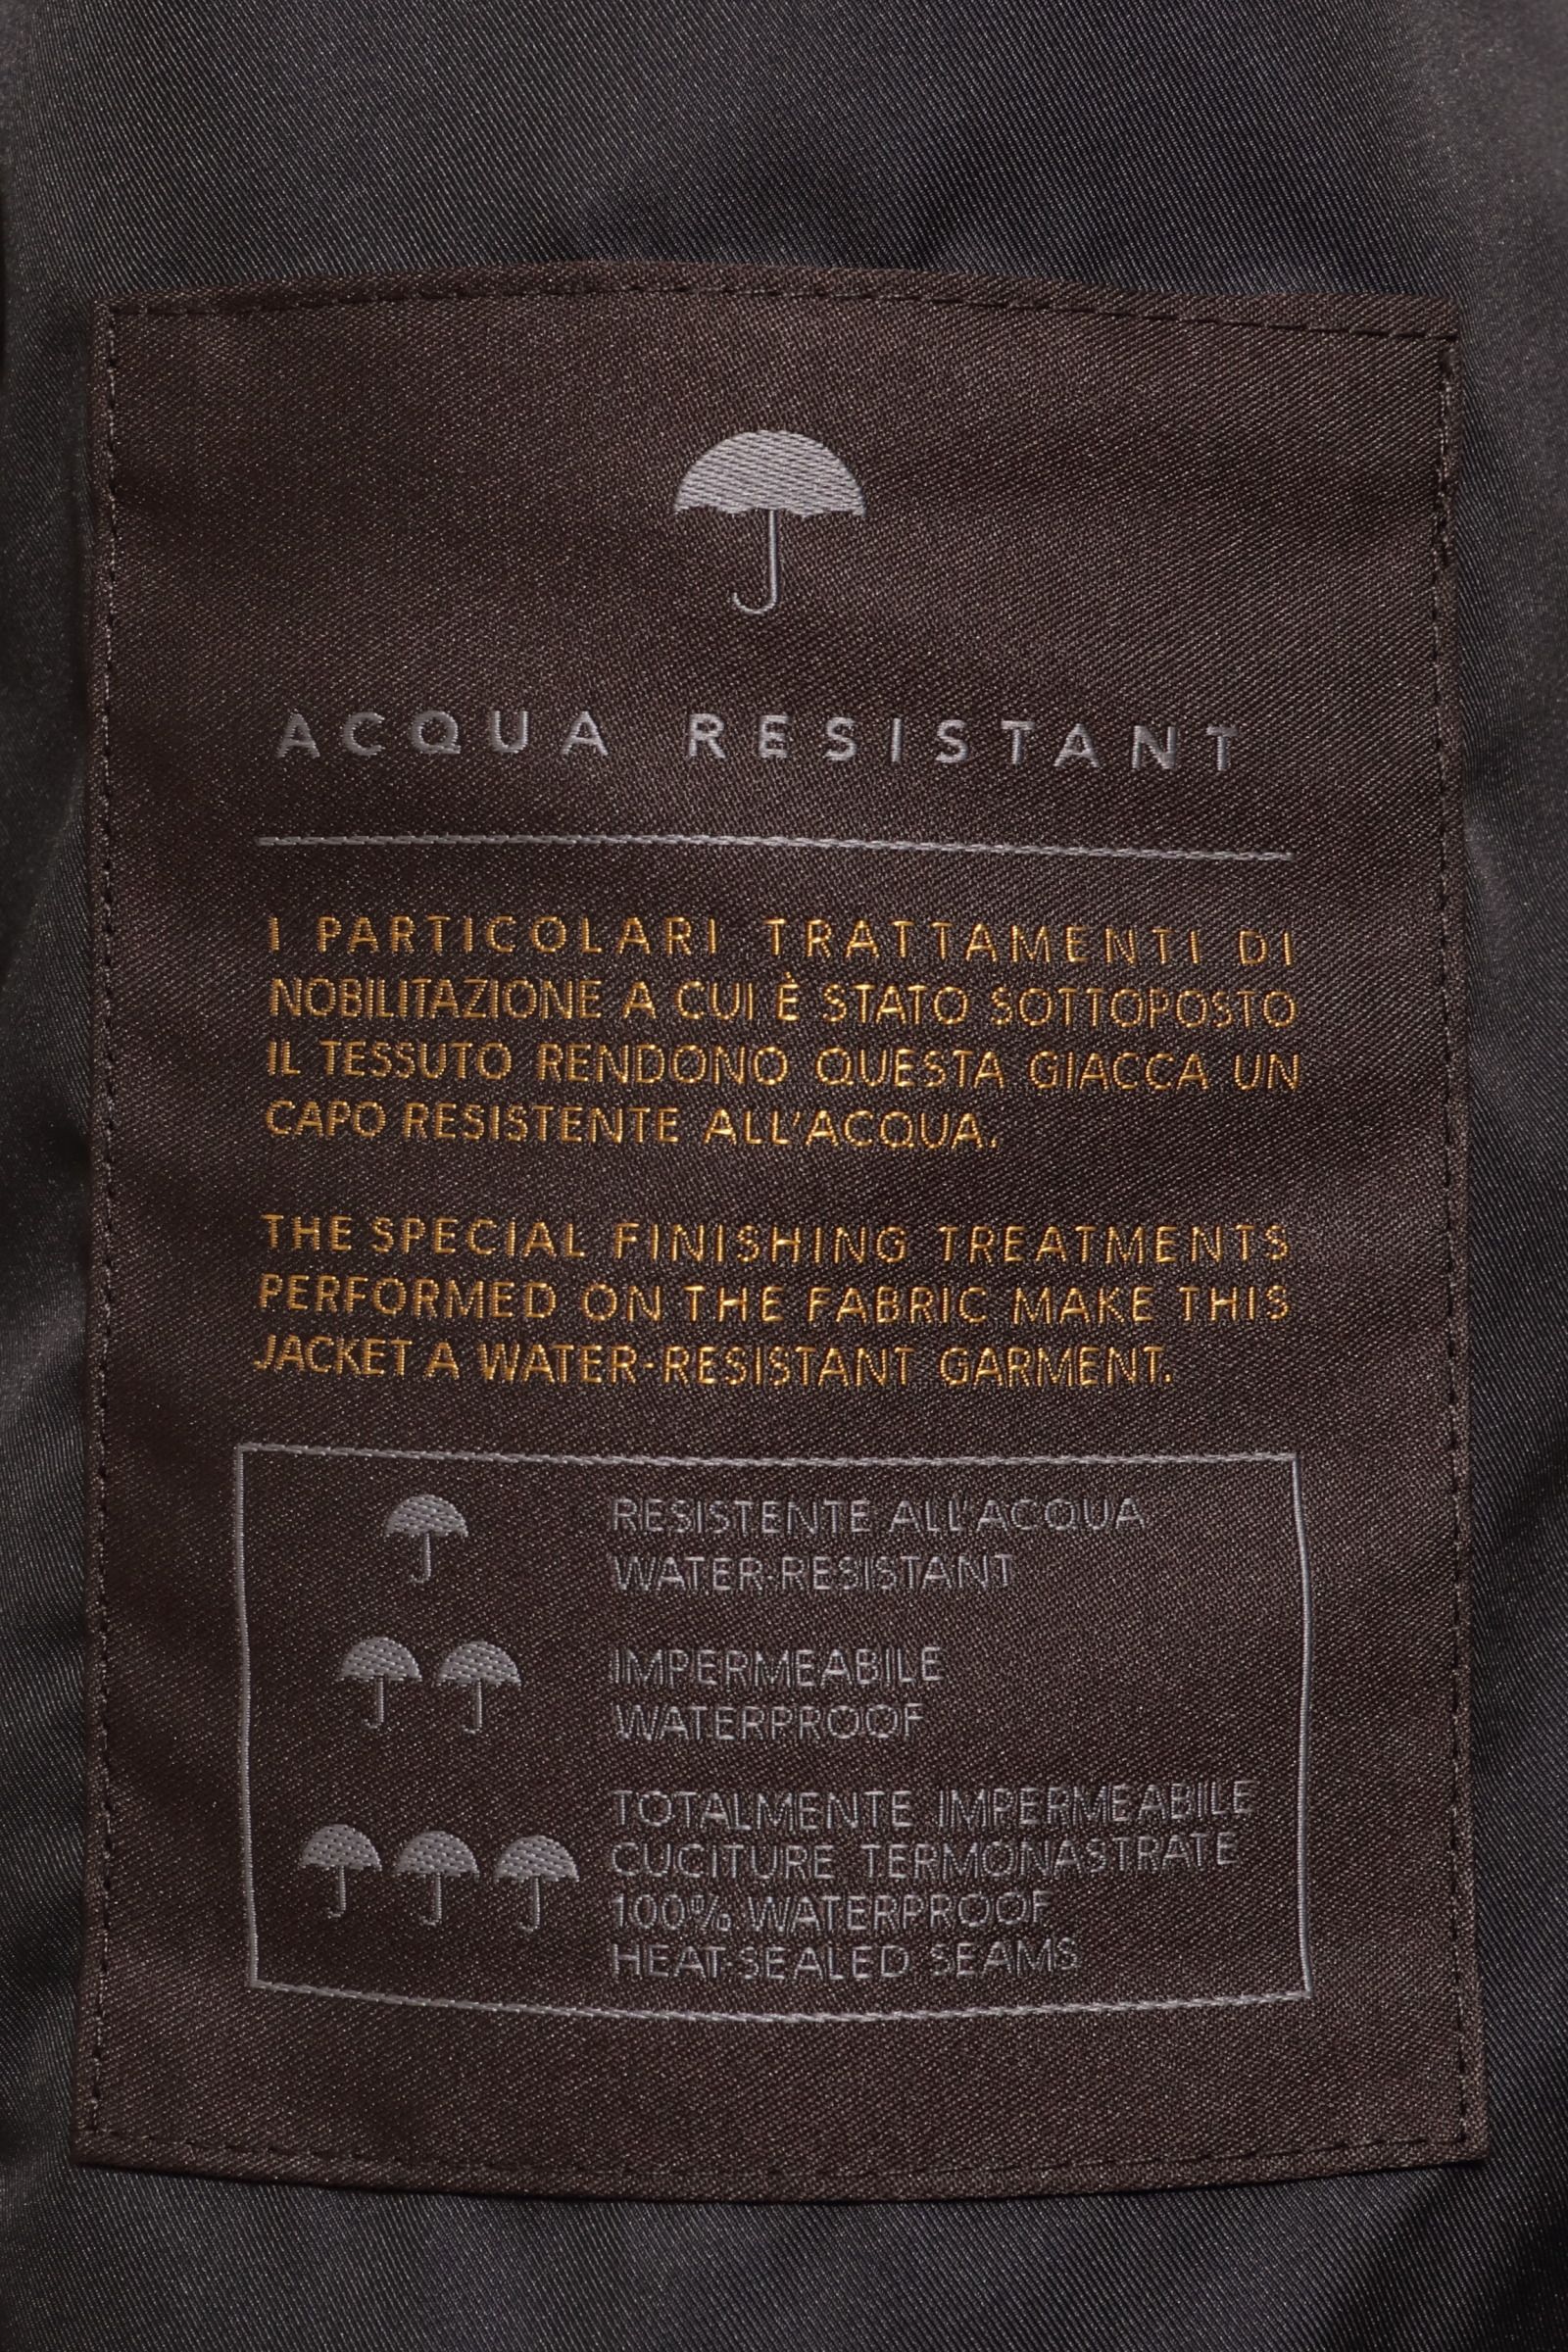 ACQUA RESISTANT
I PARTICOLARI TRATTAMENTI DI
NOBILITAZIONE A CUI È STATO SOTTOPOSTO
IL TESSUTO RENDONO QUESTA GIACCA UN
CAPO RESISTENTE ALL'ACQUA.
THE SPECIAL FINISHING TREATMENTS
PERFORMED ON THE FABRIC MAKE THIS
JACKET A WATER-RESISTANT GARMENT.
RESISTENTE ALL'ACQUA
WATER-RESISTANT
IMPERMEABILE
WATERPROOF
TOTALMENTE IMPERMEABILE
CUCITURE TERMONASTRATE
100% WATERPROOF
HEAT-SEALED SEAMS